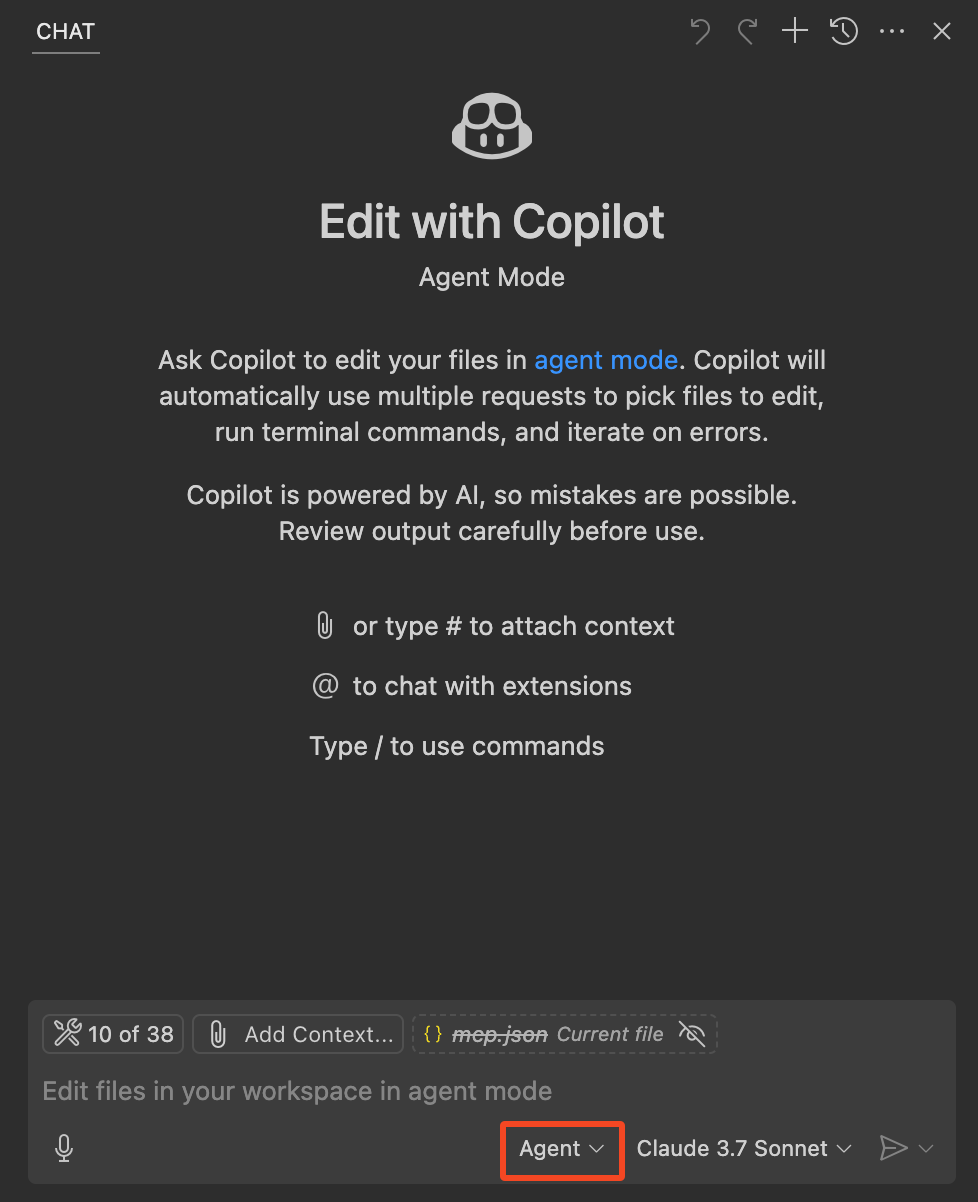 CHAT
Edit with Copilot
Agent Mode
Ask Copilot to edit your files in agent mode. Copilot will
automatically use multiple requests to pick files to edit,
run terminal commands, and iterate on errors.
Copilot is powered by AI, so mistakes are possible.
Review output carefully before use.
or type # to attach context
@ to chat with extensions
Type / to use commands
10 of 38 Add Context... {} mcp.json Current file
Edit files in your workspace in agent mode
Agent Claude 3.7 Sonnet